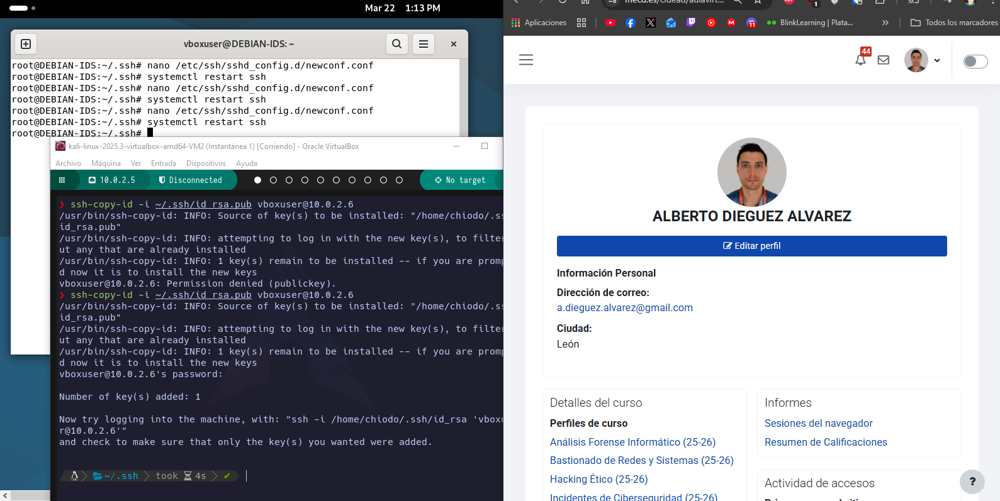 Mar 22 1:13 PM
vboxuser@DEBIAN-IDS: ~
root@DEBIAN-IDS:~/.ssh# nano /etc/ssh/sshd_config.d/newconf.conf
root@DEBIAN-IDS:~/.ssh# systemctl restart ssh
root@DEBIAN-IDS:~/.ssh# nano /etc/ssh/sshd_config.d/newconf.conf
root@DEBIAN-IDS:~/.ssh# systemctl restart ssh
root@DEBIAN-IDS:~/.ssh# nano /etc/ssh/sshd_config.d/newconf.conf
root@DEBIAN-IDS:~/.ssh# systemctl restart ssh
root@DEBIAN-IDS:~/.ssh#
kali-linux-2025.3-virtualbox-amd64-VM2 (Instantánea 1) [Corriendo] - Oracle VirtualBox
Archivo Máquina Ver Entrada Dispositivos Ayuda
10.0.2.5 Disconnected No target
❯ ssh-copy-id -i ~/.ssh/id_rsa.pub vboxuser@10.0.2.6
/usr/bin/ssh-copy-id: INFO: Source of key(s) to be installed: "/home/chiodo/.ss
id_rsa.pub"
/usr/bin/ssh-copy-id: INFO: attempting to log in with the new key(s), to filter
ut any that are already installed
/usr/bin/ssh-copy-id: INFO: 1 key(s) remain to be installed -- if you are promp
d now it is to install the new keys
vboxuser@10.0.2.6: Permission denied (publickey).
❯ ssh-copy-id -i ~/.ssh/id_rsa.pub vboxuser@10.0.2.6
/usr/bin/ssh-copy-id: INFO: Source of key(s) to be installed: "/home/chiodo/.ss
id_rsa.pub"
/usr/bin/ssh-copy-id: INFO: attempting to log in with the new key(s), to filter
ut any that are already installed
/usr/bin/ssh-copy-id: INFO: 1 key(s) remain to be installed -- if you are promp
d now it is to install the new keys
vboxuser@10.0.2.6's password:
Number of key(s) added: 1
Now try logging into the machine, with: "ssh -i /home/chiodo/.ssh/id_rsa 'vboxu
r@10.0.2.6'"
and check to make sure that only the key(s) you wanted were added.
~/.ssh took 4s ✔
mecd.es/cidead/aulavirt...
1
Aplicaciones
11
BlinkLearning | Plata...
»
Todos los marcadores
44
ALBERTO DIEGUEZ ALVAREZ
Editar perfil
Información Personal
Dirección de correo:
a.dieguez.alvarez@gmail.com
Ciudad:
León
Detalles del curso
Perfiles de curso
Análisis Forense Informático (25-26)
Bastionado de Redes y Sistemas (25-26)
Hacking Ético (25-26)
Incidentes de Ciberseguridad (25-26)
Informes
Sesiones del navegador
Resumen de Calificaciones
Actividad de accesos
?